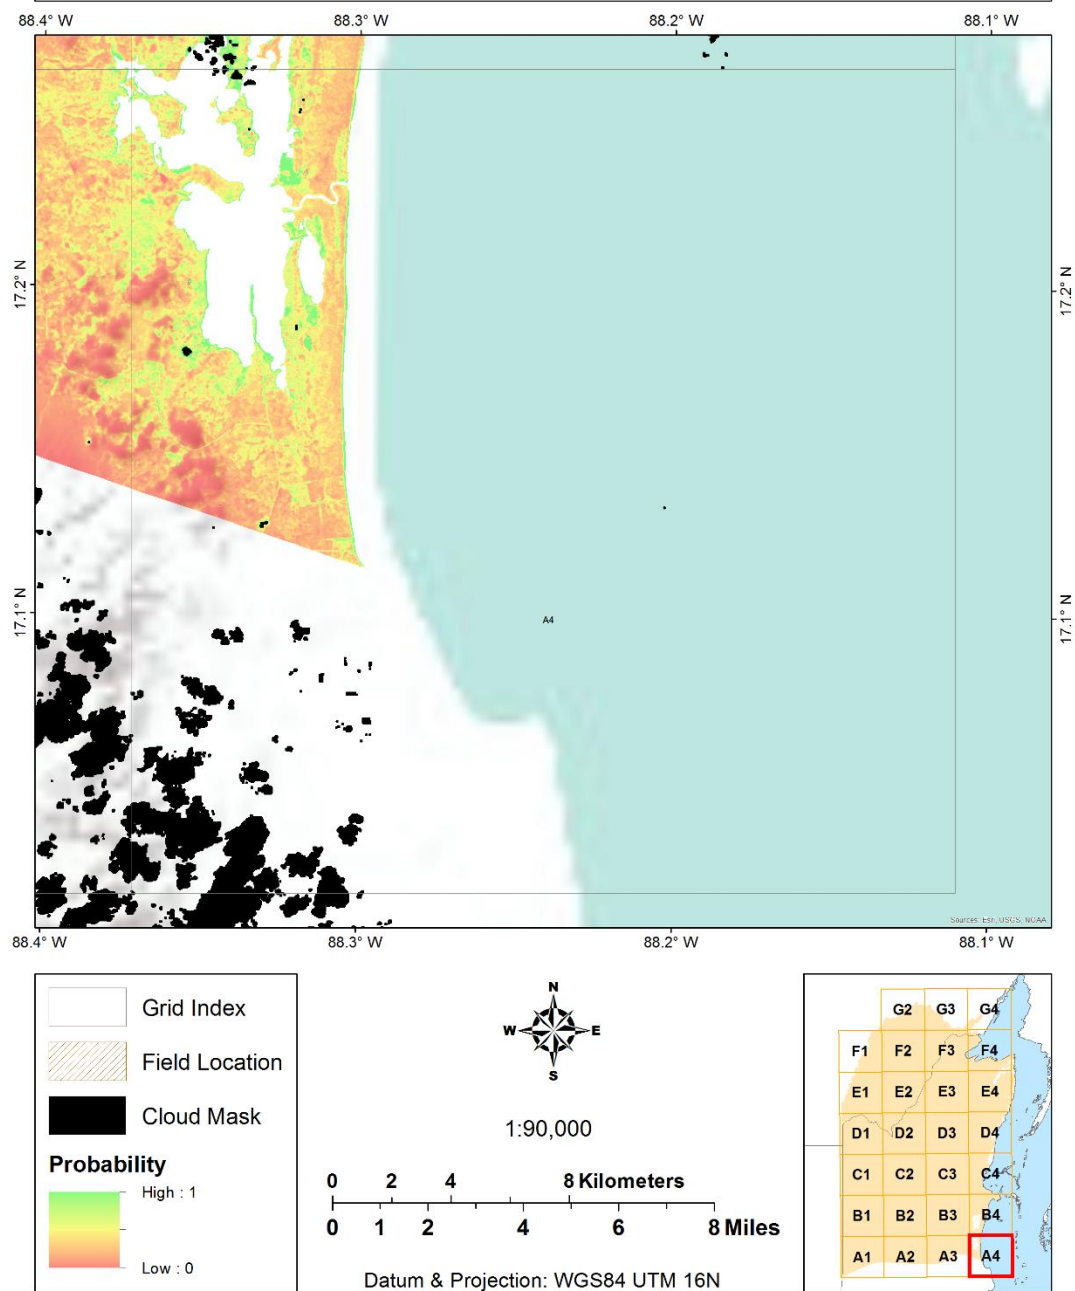 88.4° W 88.3° W 88.2° W 88.1° W
17.2° N
17.2° N
17.1° N
17.1° N
A4
Sources: Esri, USGS, NOAA
88.4° W 88.3° W 88.2° W 88.1° W
Grid Index
Field Location
Cloud Mask
Probability
High : 1
Low : 0
N
W E
S
1:90,000
0 2 4 8 Kilometers
0 1 2 4 6 8 Miles
Datum & Projection: WGS84 UTM 16N
G2 G3 G4
F1 F2 F3 F4
E1 E2 E3 E4
D1 D2 D3 D4
C1 C2 C3 C4
B1 B2 B3 B4
A1 A2 A3 A4